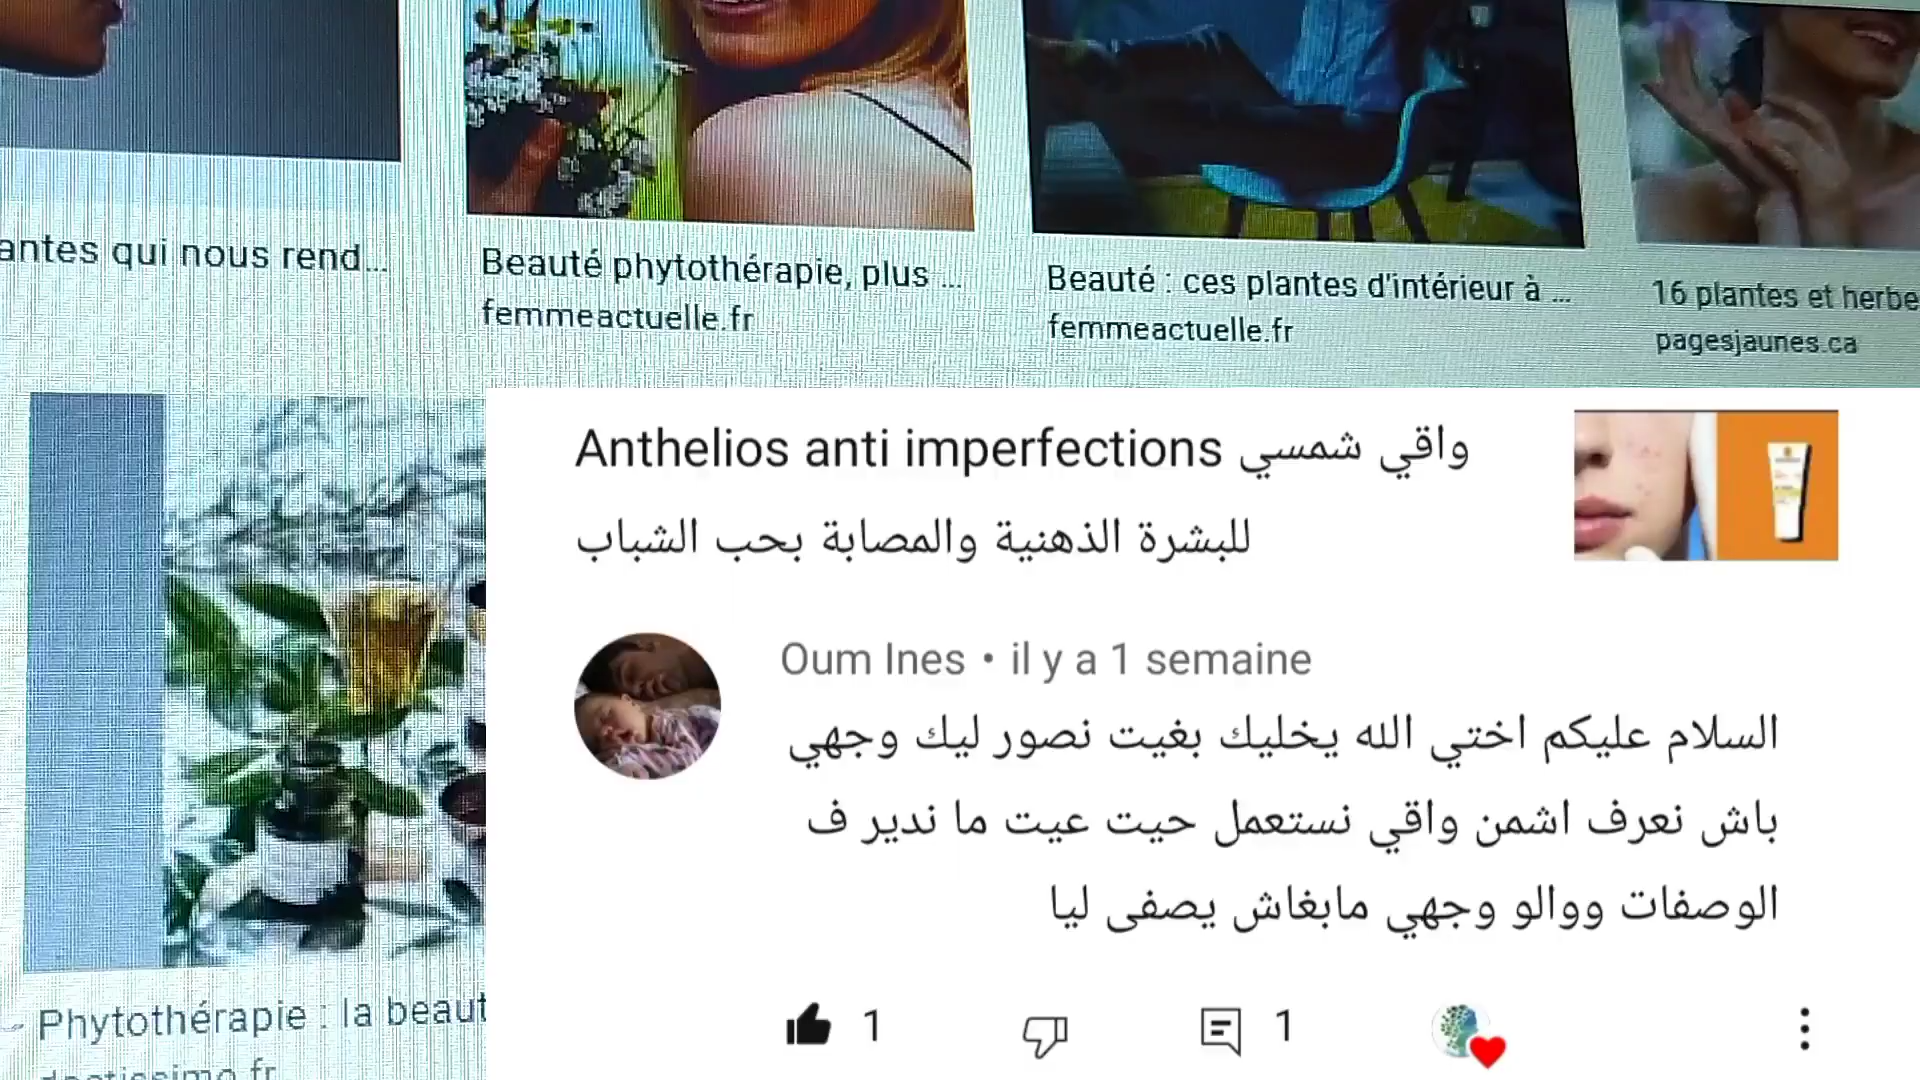 antes qui nous rend...
Beauté phytothérapie, plus ...
femmeactuelle.fr
Beauté : ces plantes d'intérieur à ...
femmeactuelle.fr
16 plantes et herbe
pagesjaunes.ca
Anthelios anti imperfections واقي شمسي
للبشرة الذهنية والمصابة بحب الشباب
Oum Ines • il y a 1 semaine
السلام عليكم اختي الله يخليك بغيت نصور ليك وجهي
باش نعرف اشمن واقي نستعمل حيت عيت ما ندير ف
الوصفات ووالو وجهي مابغاش يصفى ليا
1
1
Phytothérapie : la beaut